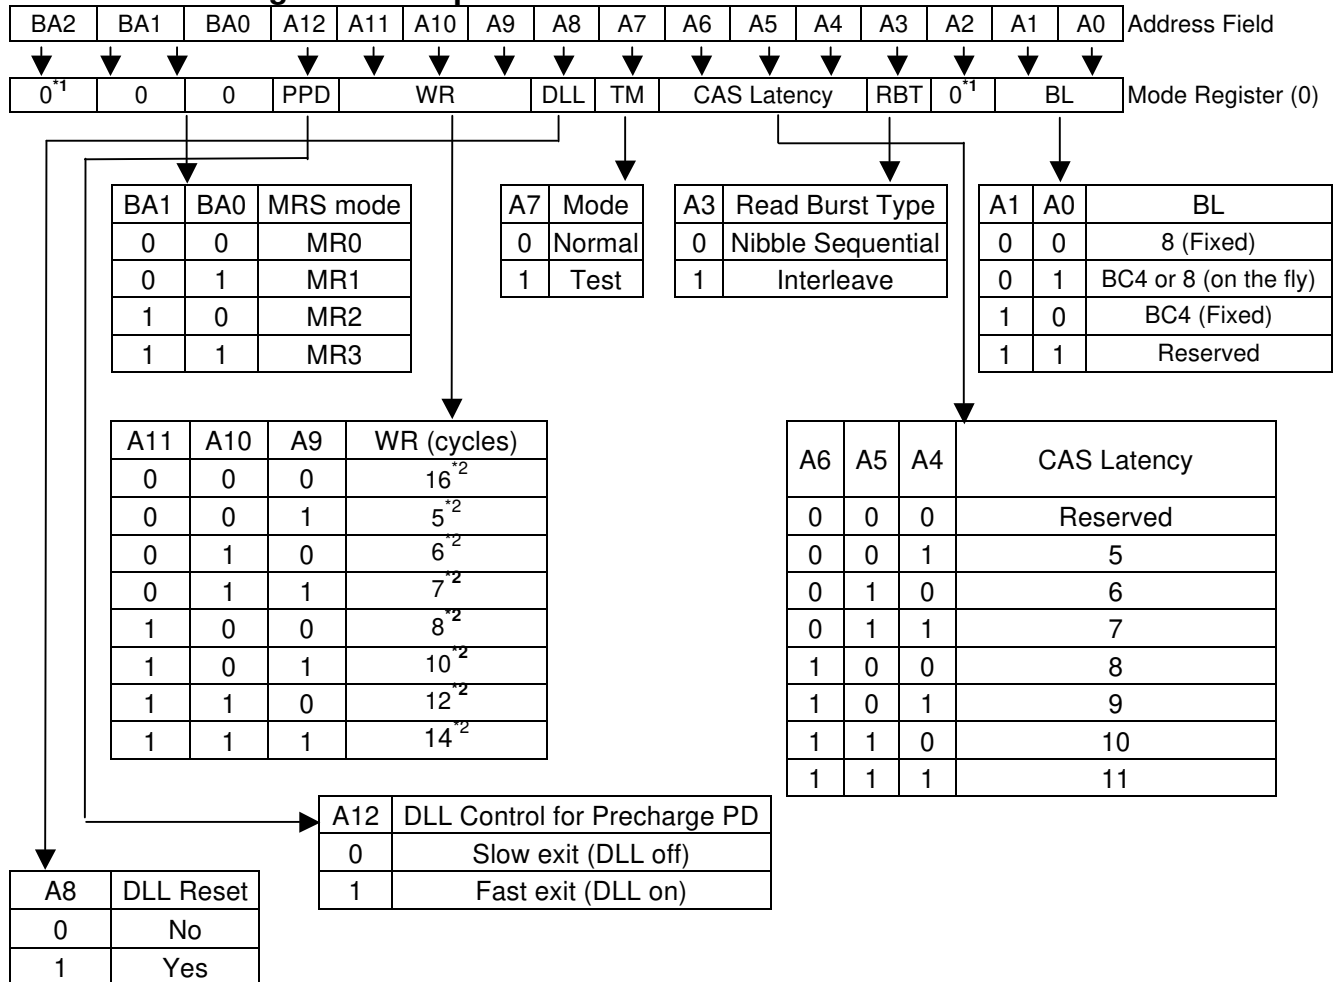 BA2 BA1 BA0 A12 A11 A10 A9 A8 A7 A6 A5 A4 A3 A2 A1 A0 Address Field
0*1 0 0 PPD WR DLL TM CAS Latency RBT 0*1 BL Mode Register (0)
BA1 BA0 MRS mode
0 0 MR0
0 1 MR1
1 0 MR2
1 1 MR3
A7 Mode
0 Normal
1 Test
A3 Read Burst Type
0 Nibble Sequential
1 Interleave
A1 A0 BL
0 0 8 (Fixed)
0 1 BC4 or 8 (on the fly)
1 0 BC4 (Fixed)
1 1 Reserved
A11 A10 A9 WR (cycles)
0 0 0 16*2
0 0 1 5*2
0 1 0 6*2
0 1 1 7*2
1 0 0 8*2
1 0 1 10*2
1 1 0 12*2
1 1 1 14*2
A6 A5 A4 CAS Latency
0 0 0 Reserved
0 0 1 5
0 1 0 6
0 1 1 7
1 0 0 8
1 0 1 9
1 1 0 10
1 1 1 11
A12 DLL Control for Precharge PD
0 Slow exit (DLL off)
1 Fast exit (DLL on)
A8 DLL Reset
0 No
1 Yes